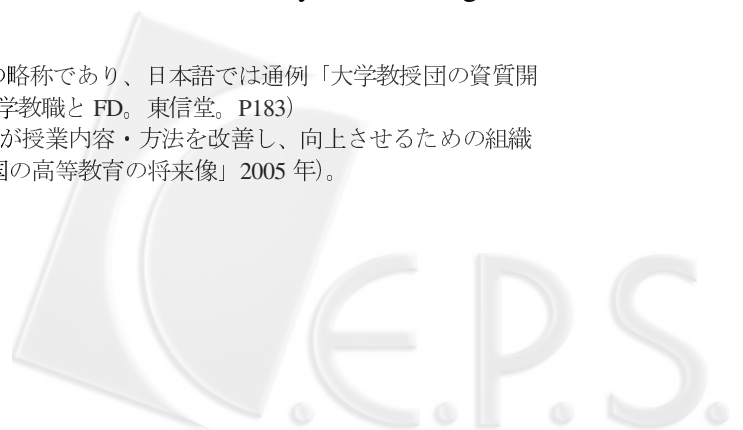 の略称であり、日本語では通例「大学教授団の資質開
学教職と FD。東信堂。P183)
が授業内容・方法を改善し、向上させるための組織
国の高等教育の将来像」2005 年)。
C.E.P.S.